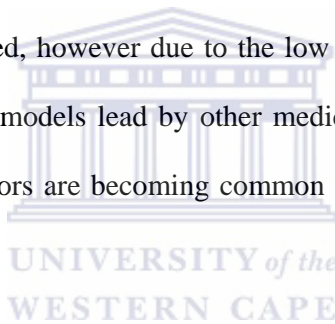 ed, however due to the low
models lead by other medic
ors are becoming common
UNIVERSITY of the
WESTERN CAPE